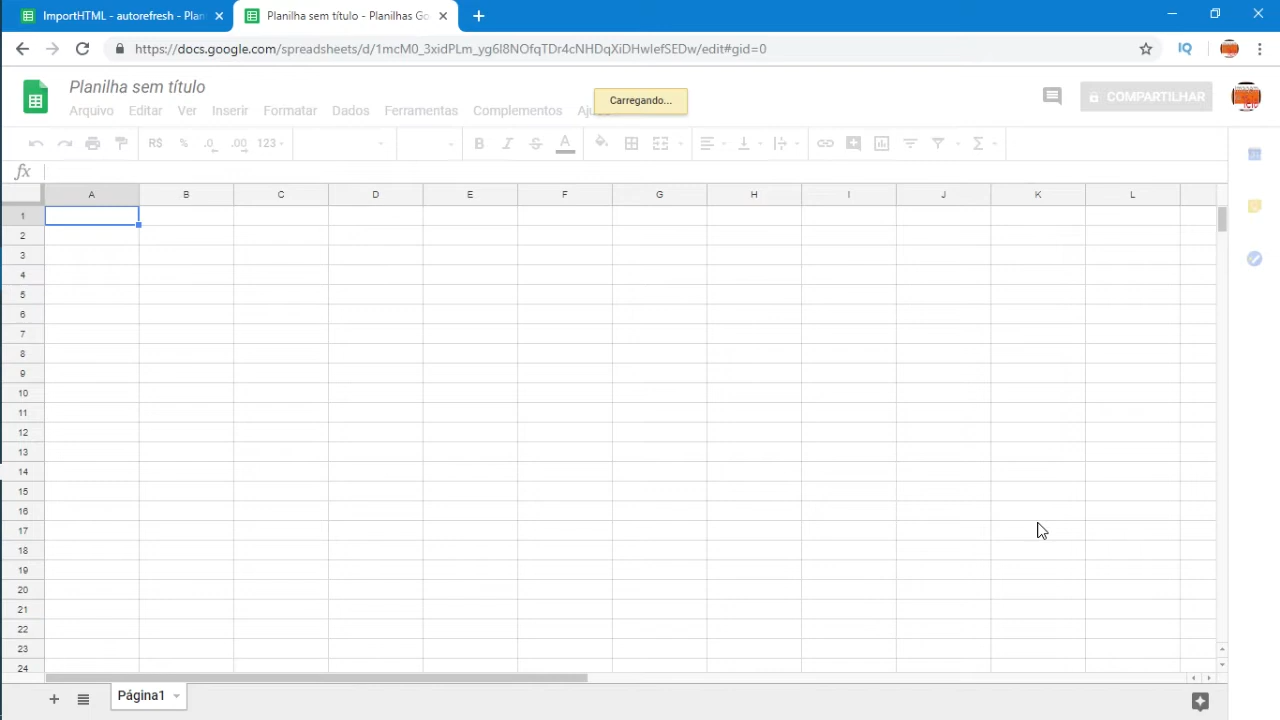 ImportHTML - autorefresh - Plan
Planilha sem título - Planilhas Go
https://docs.google.com/spreadsheets/d/1mcM0_3xidPLm_yg6I8NOfqTDr4cNHDqXiDHwIefSEDw/edit#gid=0
IQ
Planilha sem título
Carregando...
COMPARTILHAR
Arquivo Editar Ver Inserir Formatar Dados Ferramentas Complementos
R$ % .0 .00 123
B I S A Σ
fx
A B C D E F G H I J K L
1
2
3
4
5
6
7
8
9
10
11
12
13
14
15
16
17
18
19
20
21
22
23
24
Página1